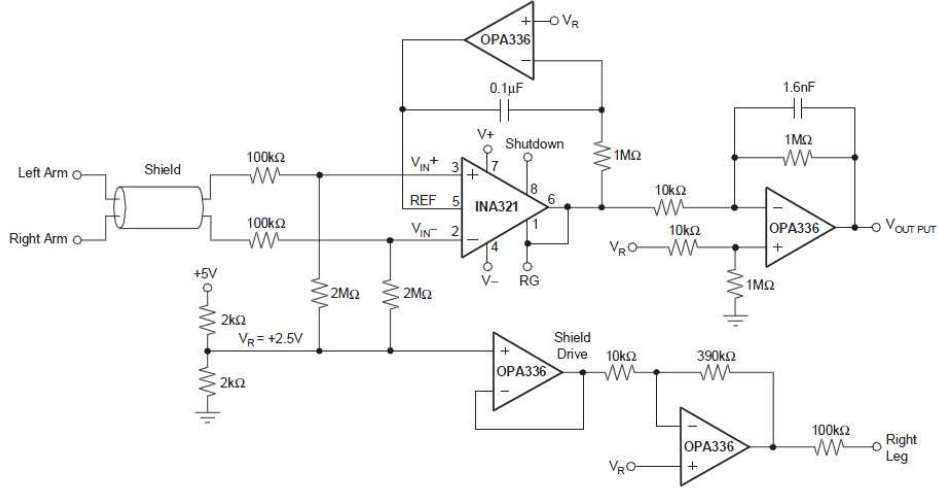 V_R
OPA336
0.1µF
1.6nF
V+
Shutdown
1MΩ
1MΩ
Left Arm
Shield
100kΩ
V_IN+
3
7
8
10kΩ
REF
5
INA321
6
OPA336
V_OUTPUT
Right Arm
100kΩ
V_IN−
2
4
1
V_R
10kΩ
V−
RG
1MΩ
+5V
2kΩ
2MΩ
2MΩ
V_R = +2.5V
2kΩ
OPA336
Shield
Drive
10kΩ
390kΩ
OPA336
V_R
100kΩ
Right
Leg